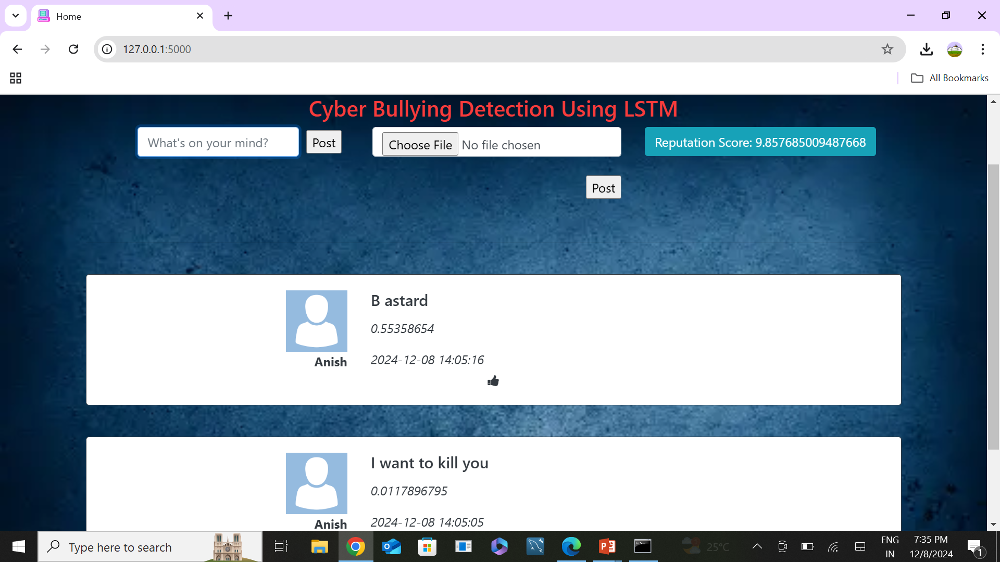 Home
127.0.0.1:5000
All Bookmarks
Cyber Bullying Detection Using LSTM
What's on your mind?
Post
Choose File No file chosen
Reputation Score: 9.857685009487668
Post
B astard
0.55358654
Anish
2024-12-08 14:05:16
I want to kill you
0.0117896795
Anish
2024-12-08 14:05:05
Type here to search
25°C
ENG
IN
7:35 PM
12/8/2024
1